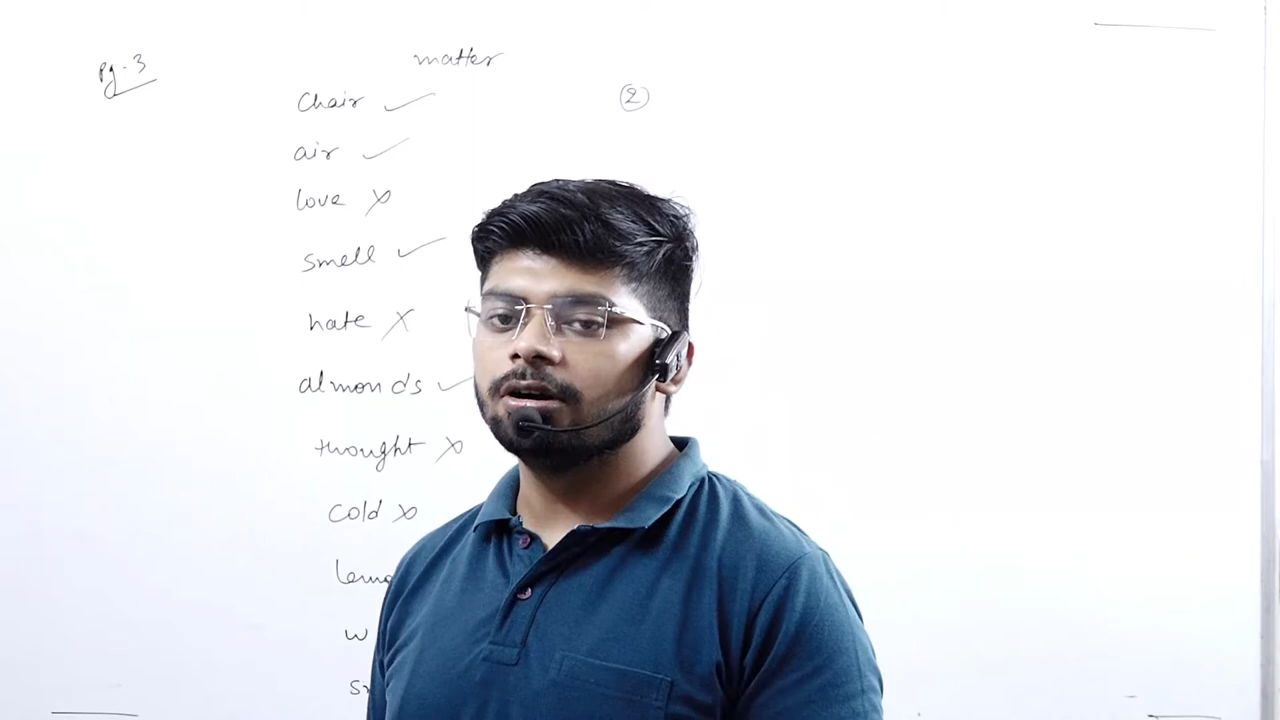 Pg-3
matter
Chair ✓
②
air ✓
love ✗
smell ✓
hate ✗
almonds ✓
thought ✗
cold ✗